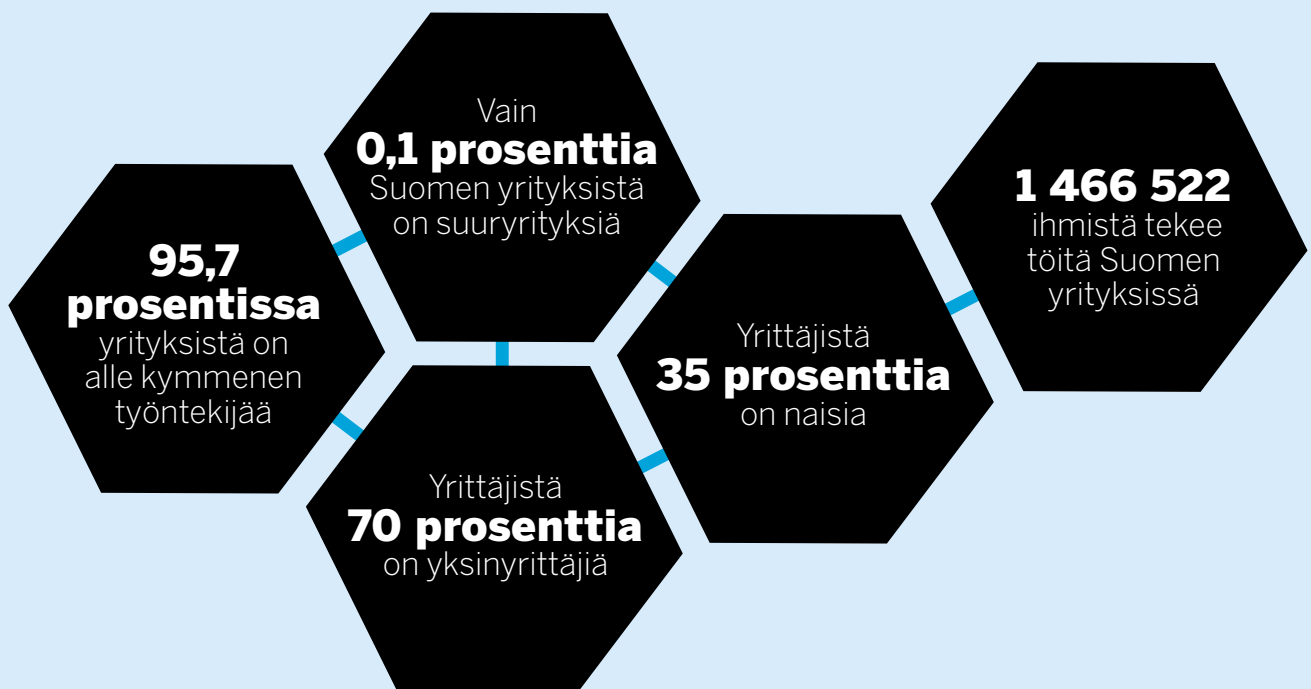 Vain
0,1 prosenttia
Suomen yrityksistä
on suuryrityksiä
1 466 522
ihmistä tekee
töitä Suomen
yrityksissä
95,7
prosentissa
yrityksistä on
alle kymmenen
työntekijää
Yrittäjistä
35 prosenttia
on naisia
Yrittäjistä
70 prosenttia
on yksinyrittäjiä